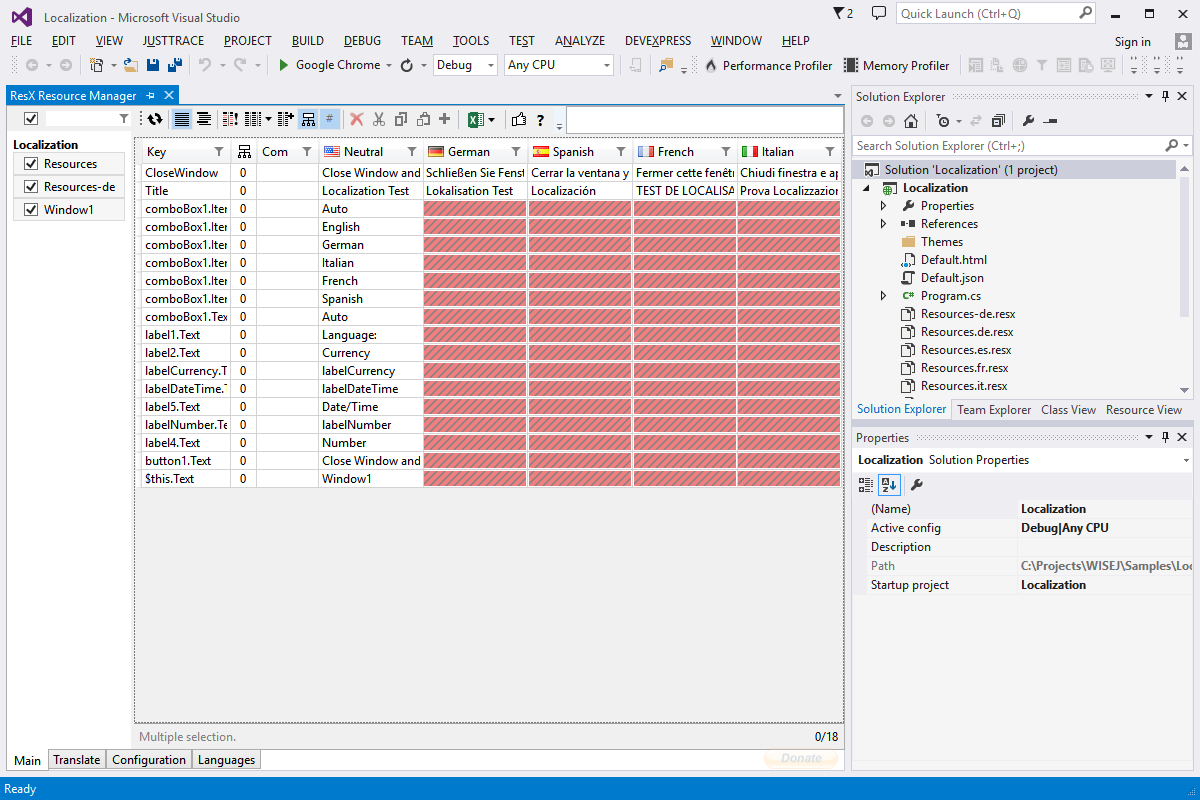 Localization - Microsoft Visual Studio
2
Quick Launch (Ctrl+Q)
FILE EDIT VIEW JUSTTRACE PROJECT BUILD DEBUG TEAM TOOLS TEST ANALYZE DEVEXPRESS WINDOW HELP
Sign in
Google Chrome Debug Any CPU Performance Profiler Memory Profiler
ResX Resource Manager
Localization
Resources
Resources-de
Window1
Key Com Neutral German Spanish French Italian
CloseWindow 0 Close Window and Schließen Sie Fenst Cerrar la ventana y Fermer cette fenêtu Chiudi finestra e ap
Title 0 Localization Test Lokalisation Test Localización TEST DE LOCALISA Prova Localizzazion
comboBox1.Iter 0 Auto
comboBox1.Iter 0 English
comboBox1.Iter 0 German
comboBox1.Iter 0 Italian
comboBox1.Iter 0 French
comboBox1.Iter 0 Spanish
comboBox1.Tex 0 Auto
label1.Text 0 Language:
label2.Text 0 Currency
labelCurrency.T 0 labelCurrency
labelDateTime.T 0 labelDateTime
label5.Text 0 Date/Time
labelNumber.Te 0 labelNumber
label4.Text 0 Number
button1.Text 0 Close Window and
$this.Text 0 Window1
Multiple selection.
0/18
Main Translate Configuration Languages
Donate
Solution Explorer
Search Solution Explorer (Ctrl+;)
Solution 'Localization' (1 project)
Localization
Properties
References
Themes
Default.html
Default.json
C# Program.cs
Resources-de.resx
Resources.de.resx
Resources.es.resx
Resources.fr.resx
Resources.it.resx
Solution Explorer Team Explorer Class View Resource View
Properties
Localization Solution Properties
(Name) Localization
Active config Debug|Any CPU
Description
Path C:\Projects\WISEJ\Samples\Loc
Startup project Localization
Ready